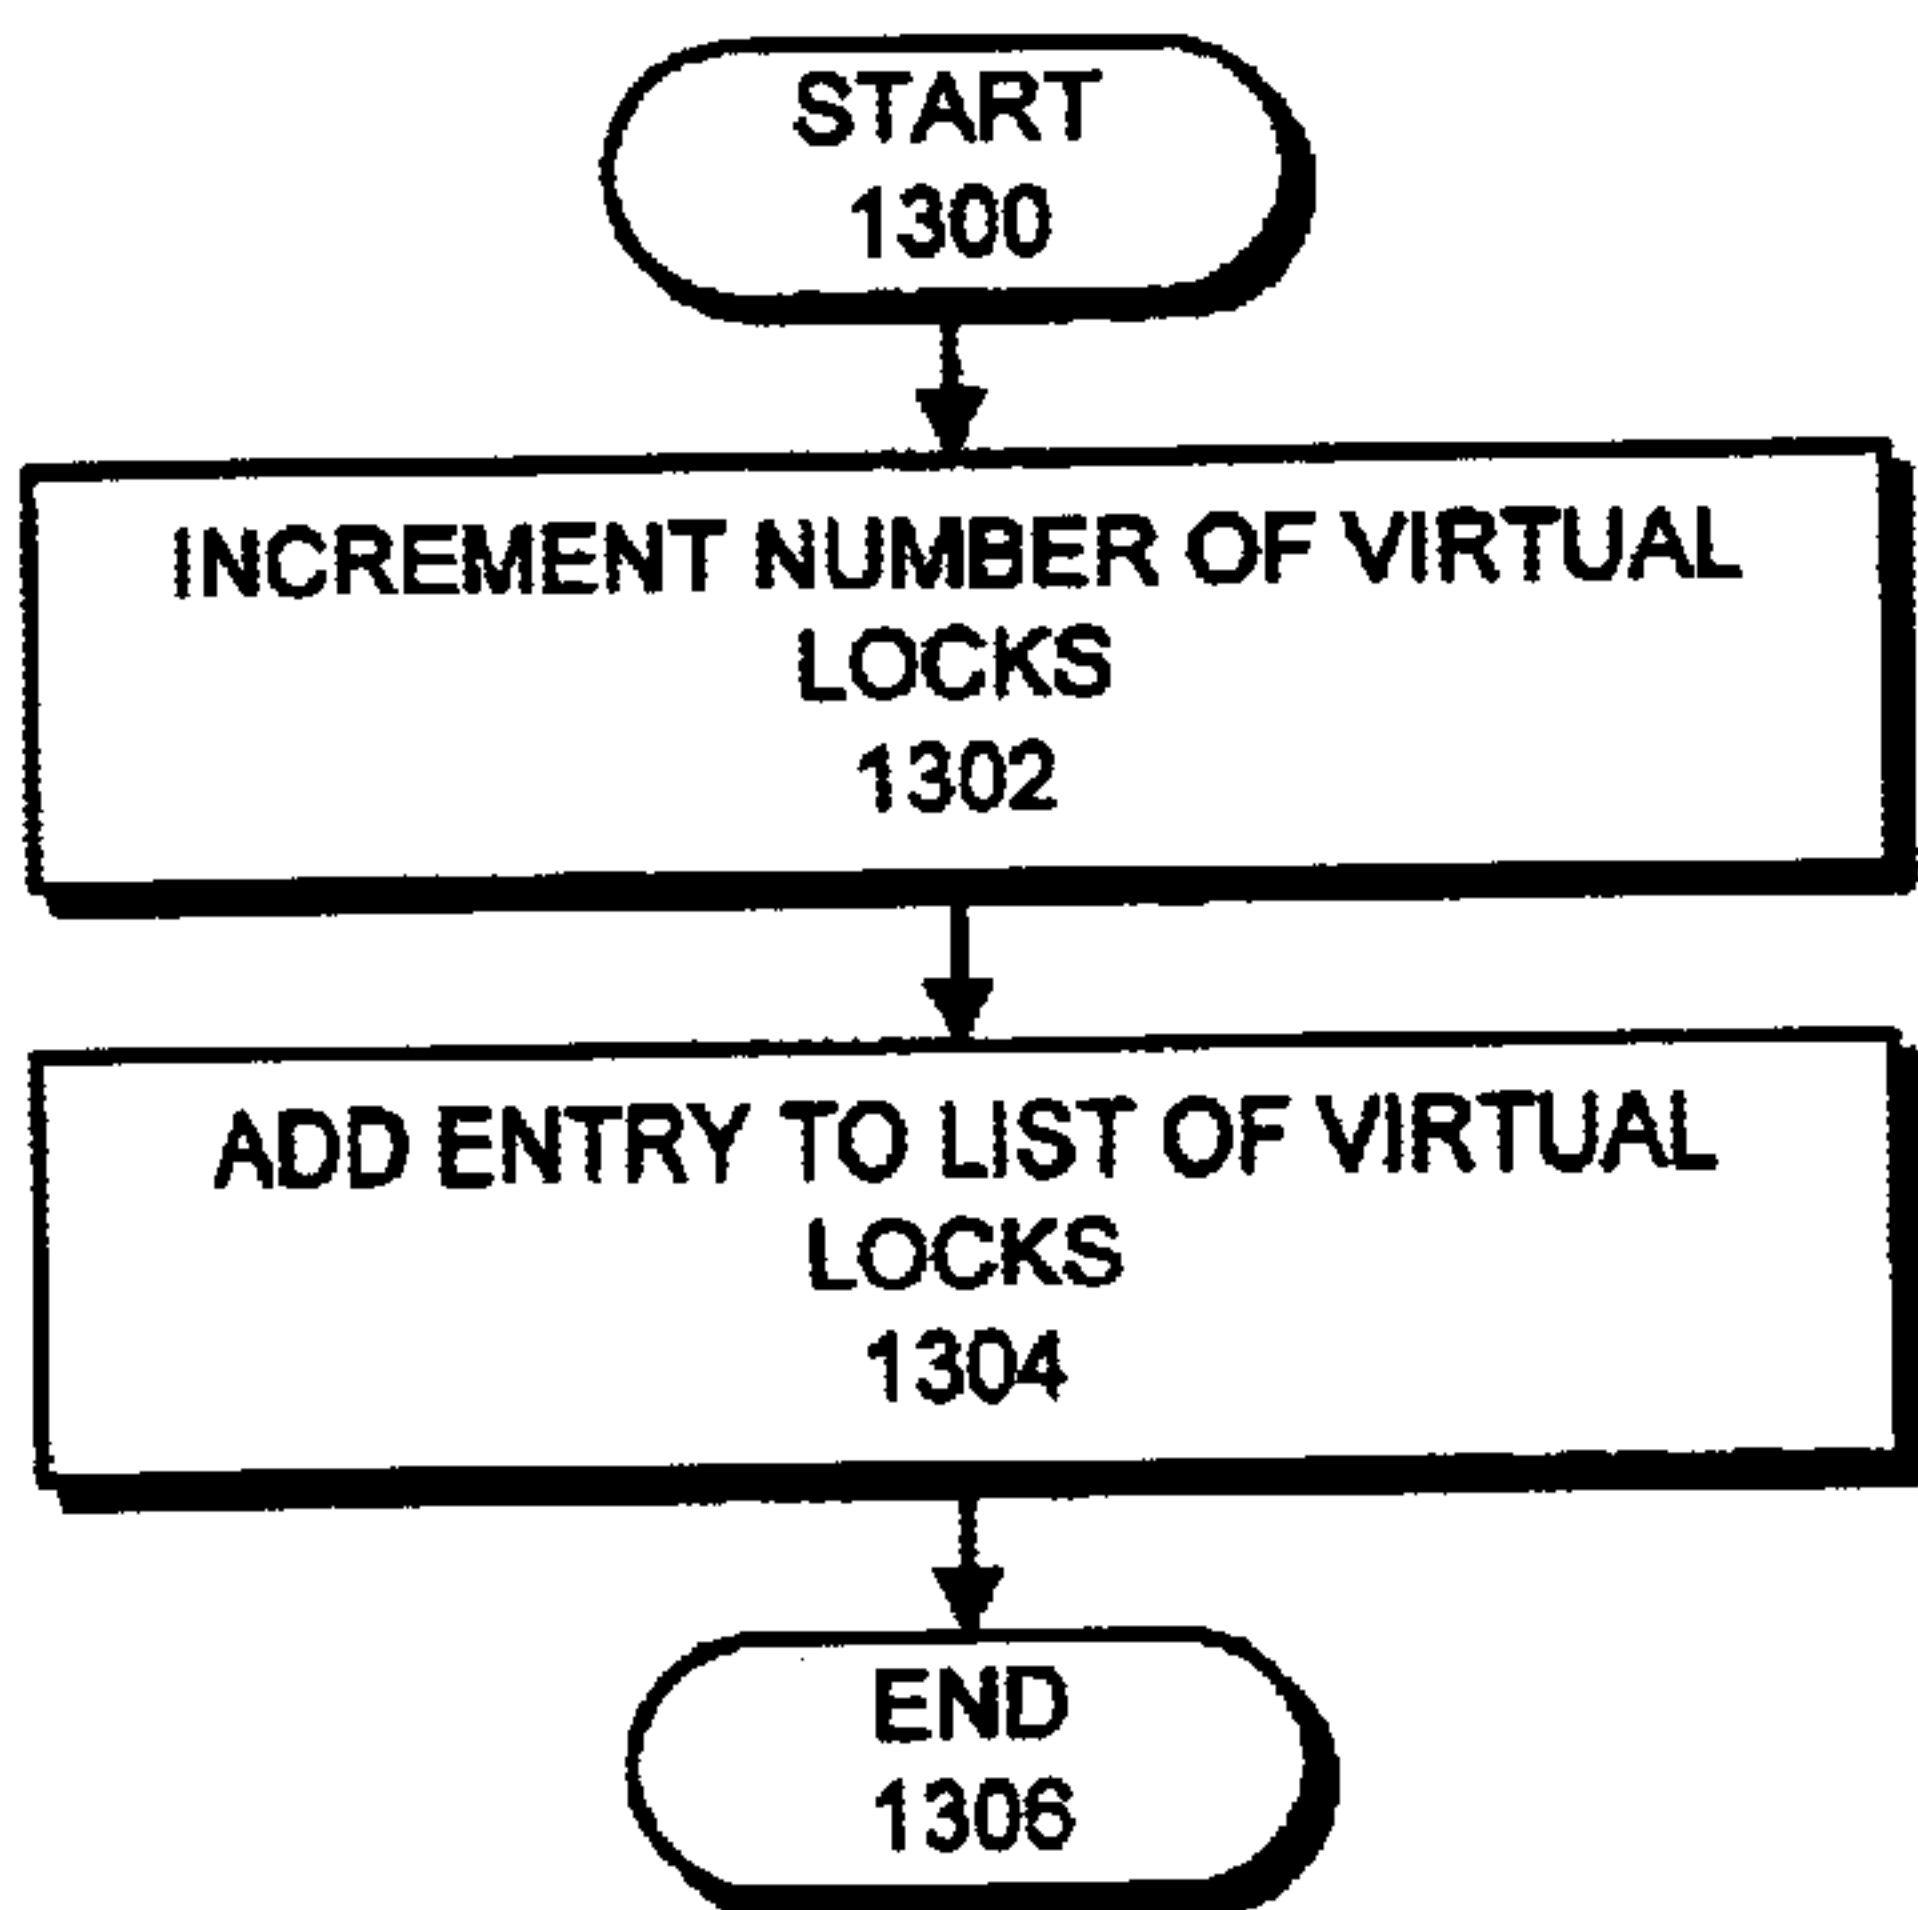 START
1300
INCREMENT NUMBER OF VIRTUAL
LOCKS
1302
ADD ENTRY TO LIST OF VIRTUAL
LOCKS
1304
END
1306